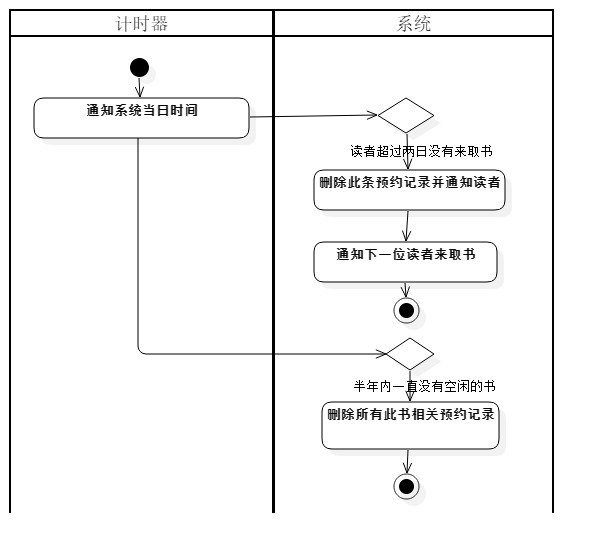 计时器
系统
通知系统当日时间
读者超过两日没有来取书
删除此条预约记录并通知读者
通知下一位读者来取书
半年内一直没有空闲的书
删除所有此书相关预约记录